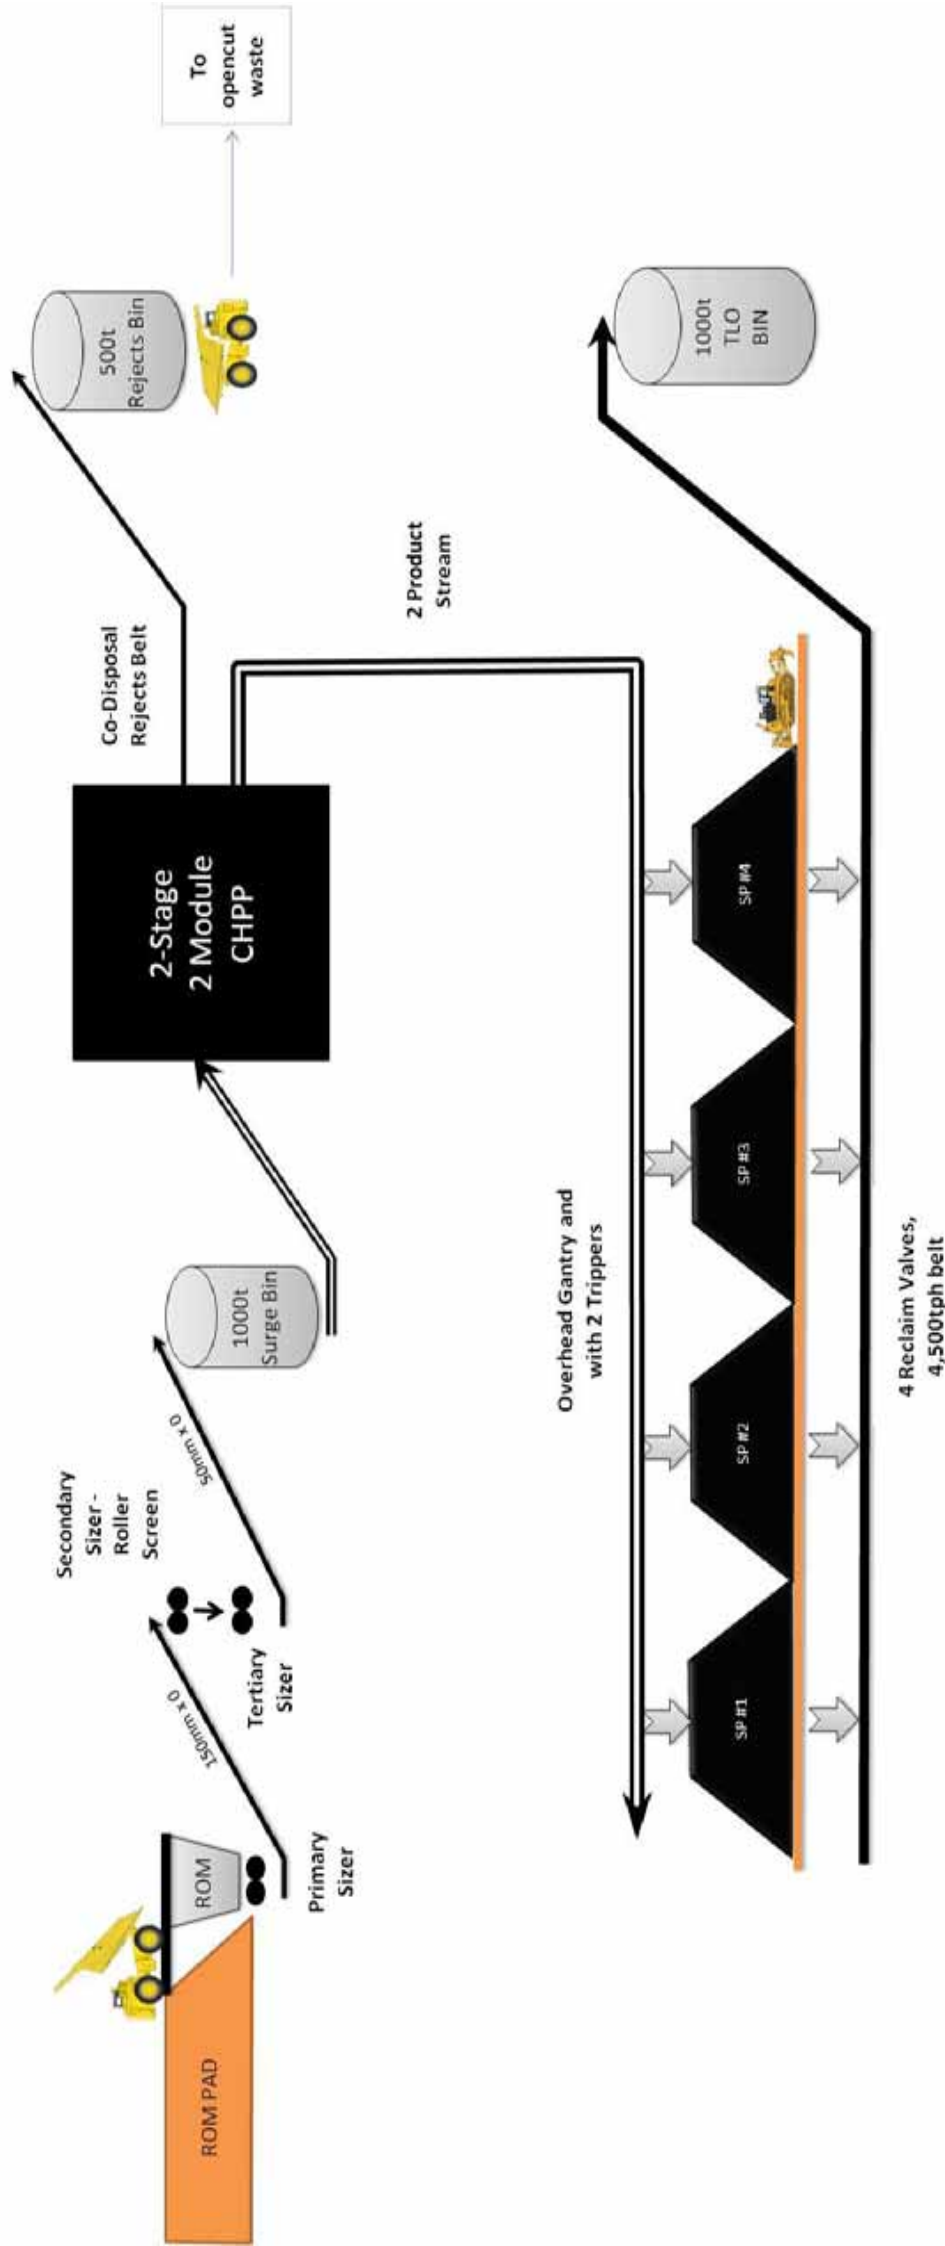 ROM PAD
ROM
Primary
Sizer
150mm x 0
Secondary
Sizer -
Roller
Screen
Tertiary
Sizer
50mm x 0
1000t
Surge Bin
2-Stage
2 Module
CHPP
Co-Disposal
Rejects Belt
500t
Rejects Bin
To
opencut
waste
2 Product
Stream
Overhead Gantry and
with 2 Trippers
SP #1
SP #2
SP #3
SP #4
4 Reclaim Valves,
4,500tph belt
1000t
TLO
BIN